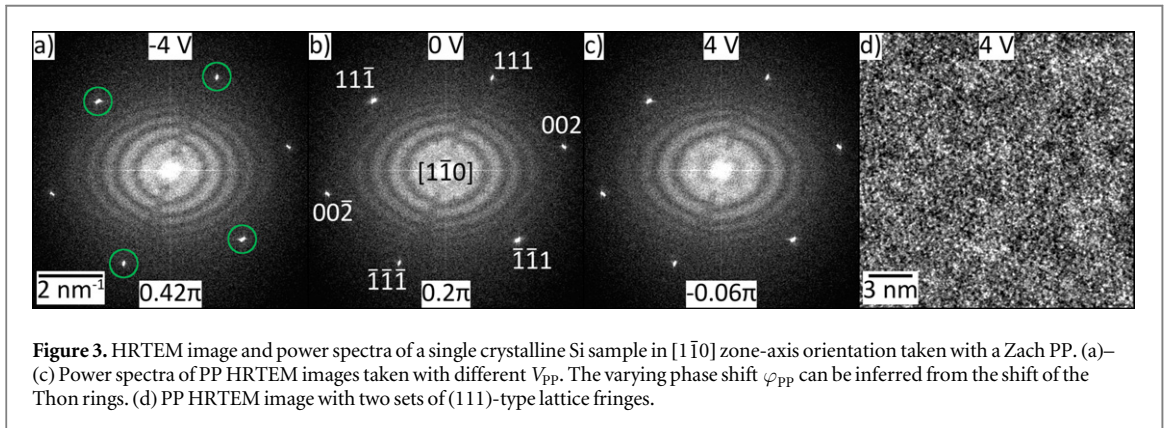 a) -4 V
b) 0 V
c) 4 V
d) 4 V
111
111̄
002
[11̄0]
002̄
1̄1̄1
1̄1̄1̄
2 nm⁻¹
0.42π
0.2π
-0.06π
3 nm
Figure 3. HRTEM image and power spectra of a single crystalline Si sample in [11̄0] zone-axis orientation taken with a Zach PP. (a)–
(c) Power spectra of PP HRTEM images taken with different V_PP. The varying phase shift φ_PP can be inferred from the shift of the
Thon rings. (d) PP HRTEM image with two sets of (111)-type lattice fringes.